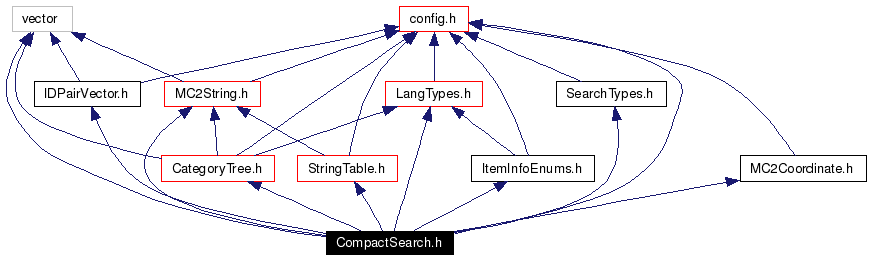 vector
config.h
IDPairVector.h
MC2String.h
LangTypes.h
SearchTypes.h
CategoryTree.h
StringTable.h
ItemInfoEnums.h
MC2Coordinate.h
CompactSearch.h